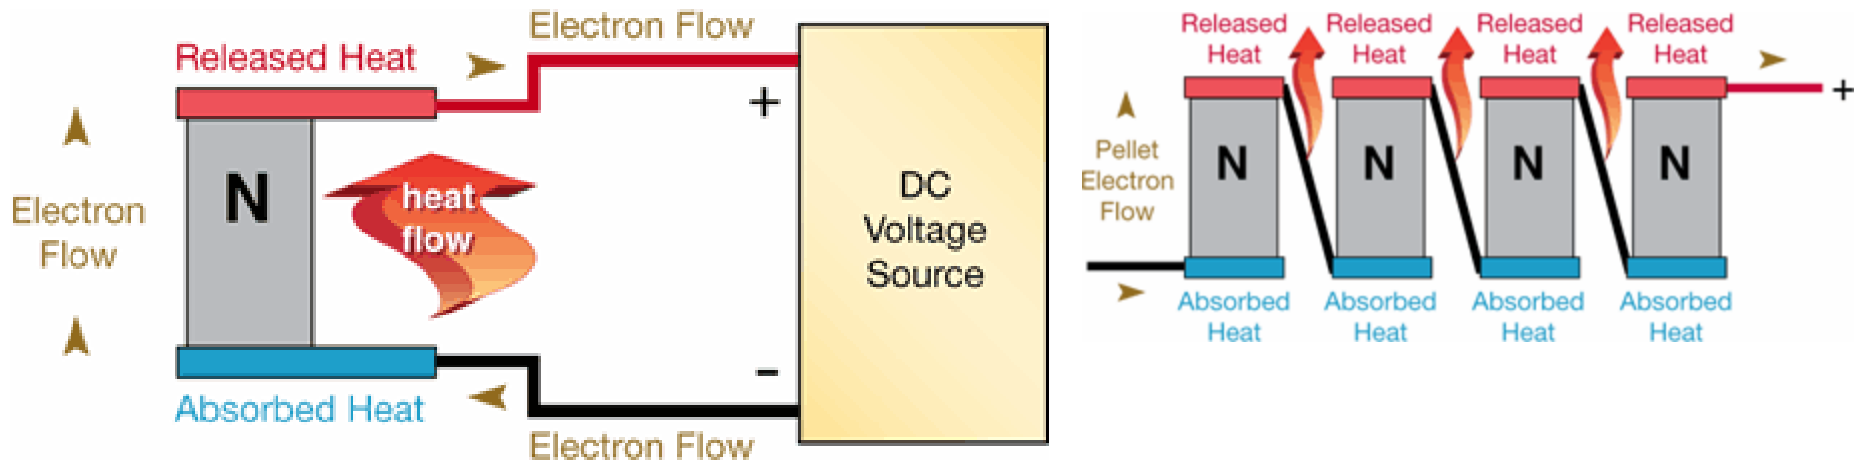 Electron Flow
Released Heat
+
Electron
Flow
N
heat
flow
DC
Voltage
Source
-
Absorbed Heat
Electron Flow
Released
Heat
Released
Heat
Released
Heat
Released
Heat
+
Pellet
Electron
Flow
N
N
N
N
Absorbed
Heat
Absorbed
Heat
Absorbed
Heat
Absorbed
Heat